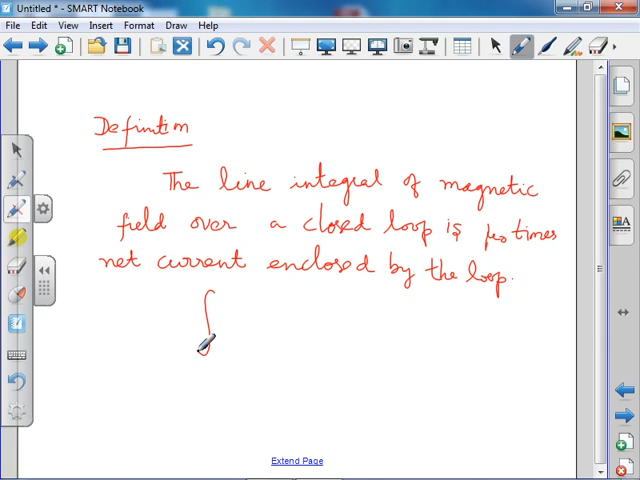 Untitled * - SMART Notebook
File Edit View Insert Format Draw Help
Definition
The line integral of magnetic
field over a closed loop is μ₀ times
net current enclosed by the loop.
∫
Extend Page